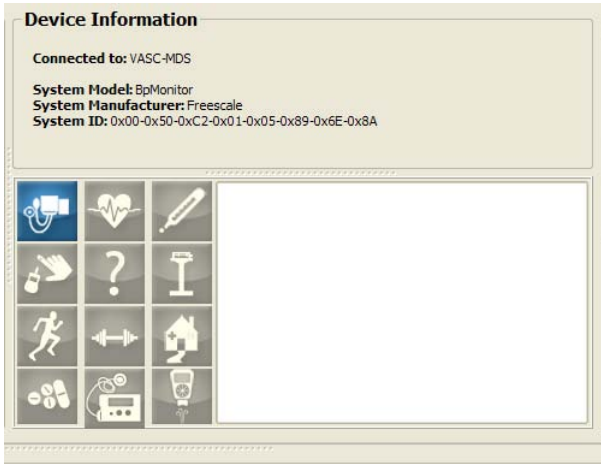 Device Information
Connected to: VASC-MDS
System Model: BpMonitor
System Manufacturer: Freescale
System ID: 0x00-0x50-0xC2-0x01-0x05-0x89-0x6E-0x8A
?